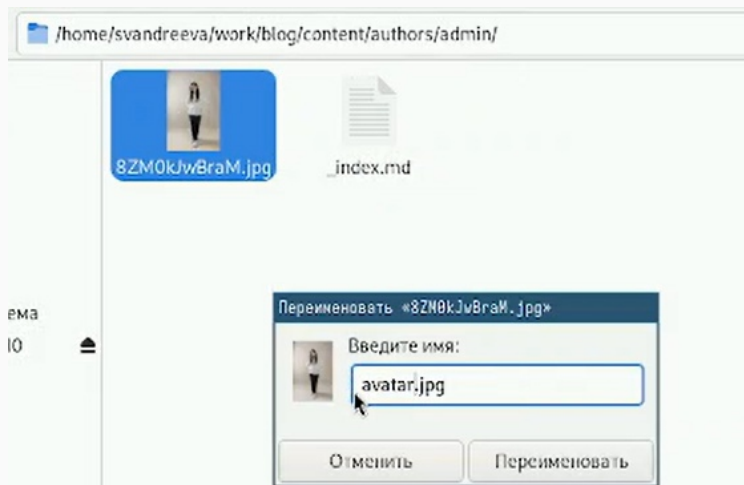 /home/svandreeva/work/blog/content/authors/admin/
8ZM0kJwBraM.jpg
_index.md
Переименовать «8ZM0kJwBraM.jpg»
ема
Ю
Введите имя:
avatar.jpg
Отменить
Переименовать